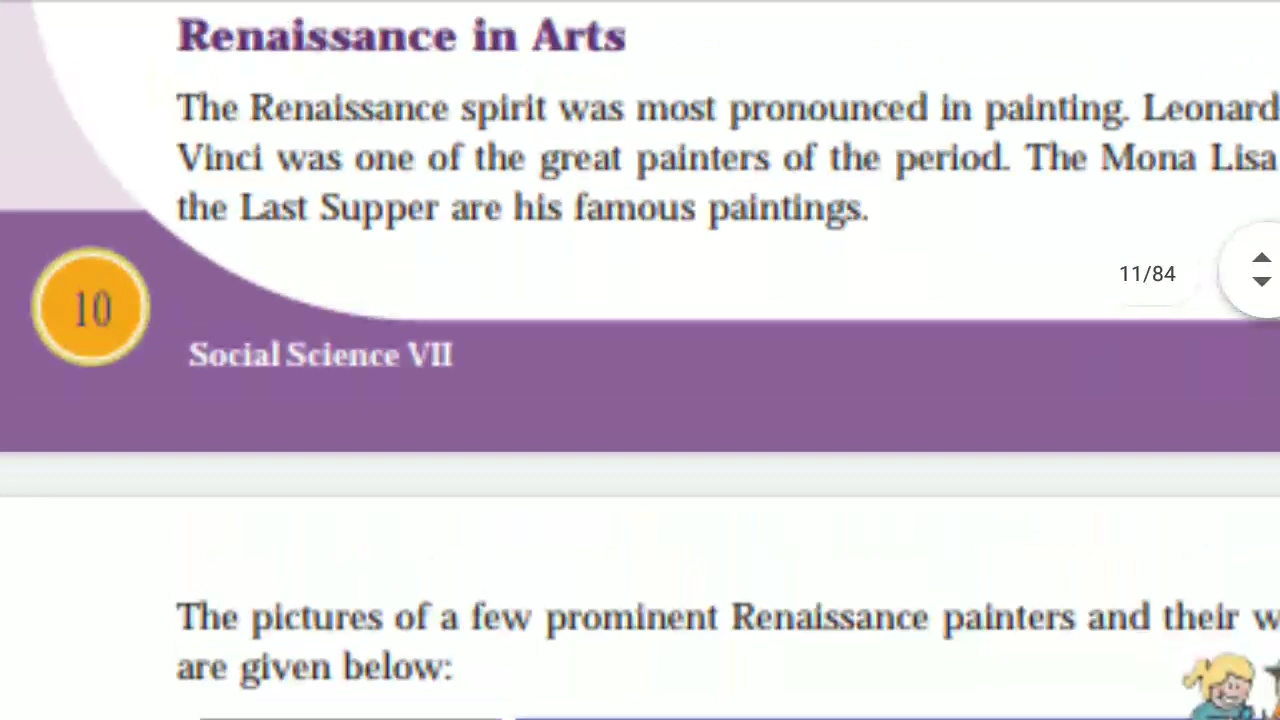 Renaissance in Arts
The Renaissance spirit was most pronounced in painting. Leonard
Vinci was one of the great painters of the period. The Mona Lisa
the Last Supper are his famous paintings.
11/84
10
Social Science VII
The pictures of a few prominent Renaissance painters and their w
are given below: